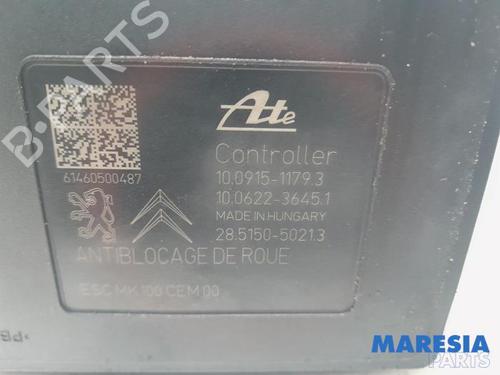 B-PARTS
Ate
61460500487
Controller
10.0915-1179.3
10.0622-3645.1
MADE IN HUNGARY
28.5150-5021.3
ANTIBLOCAGE DE ROUE
ESC MK 100 CEM 00
MARESIA
PARTS